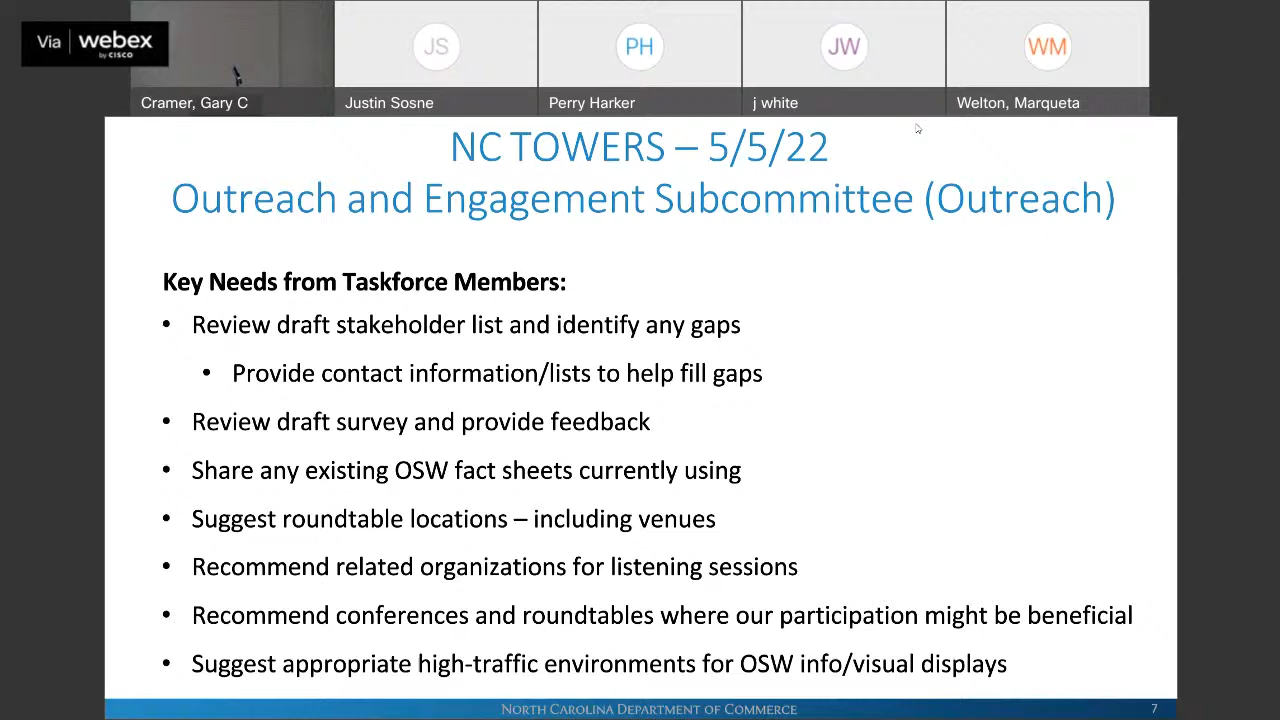 Via webex
by CISCO
JS
PH
JW
WM
Cramer, Gary C
Justin Sosne
Perry Harker
j white
Welton, Marqueta
NC TOWERS – 5/5/22
Outreach and Engagement Subcommittee (Outreach)
Key Needs from Taskforce Members:
• Review draft stakeholder list and identify any gaps
• Provide contact information/lists to help fill gaps
• Review draft survey and provide feedback
• Share any existing OSW fact sheets currently using
• Suggest roundtable locations – including venues
• Recommend related organizations for listening sessions
• Recommend conferences and roundtables where our participation might be beneficial
• Suggest appropriate high-traffic environments for OSW info/visual displays
NORTH CAROLINA DEPARTMENT OF COMMERCE
7